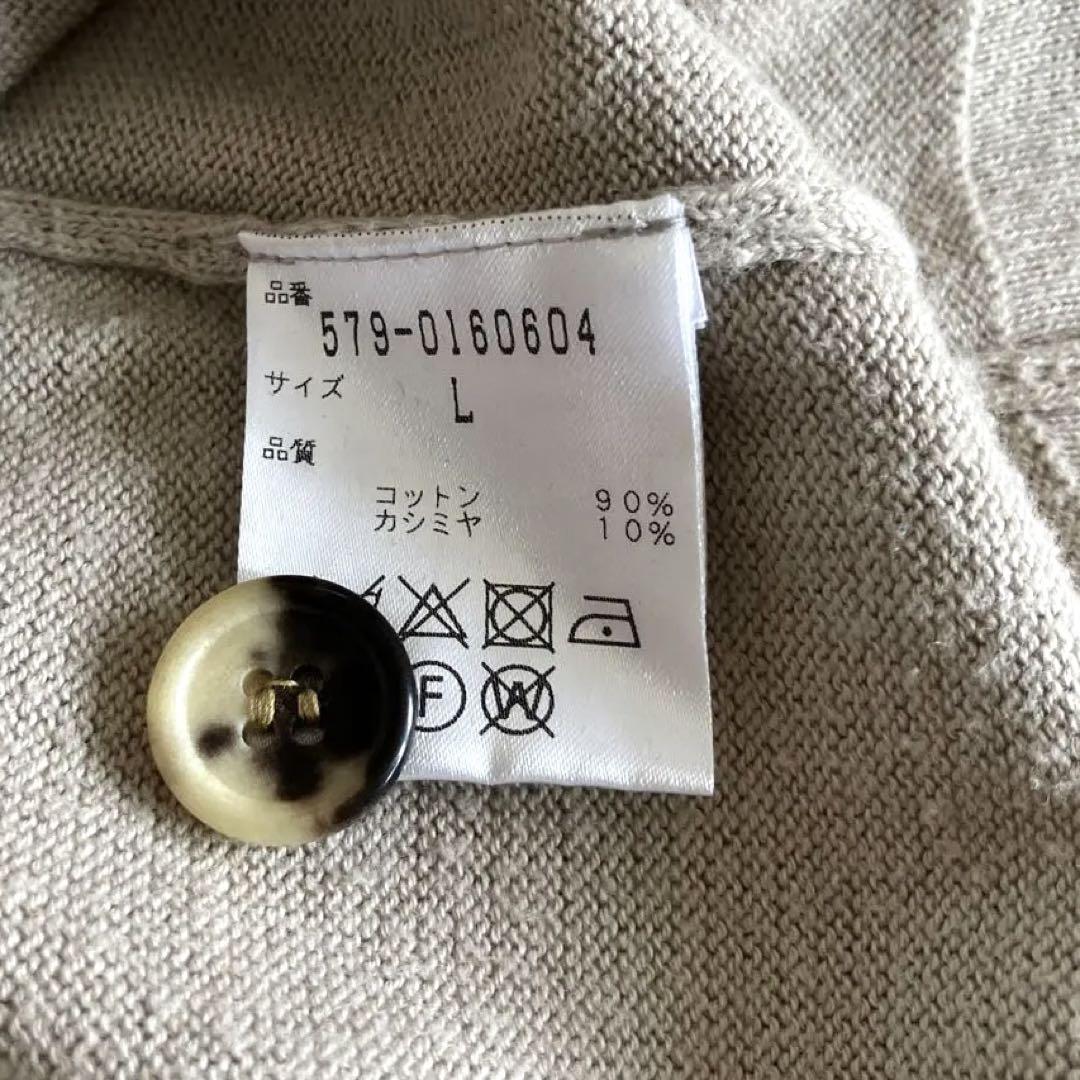 品番
579-0160604
サイズ
L
品質
コットン 90%
カシミヤ 10%
F W